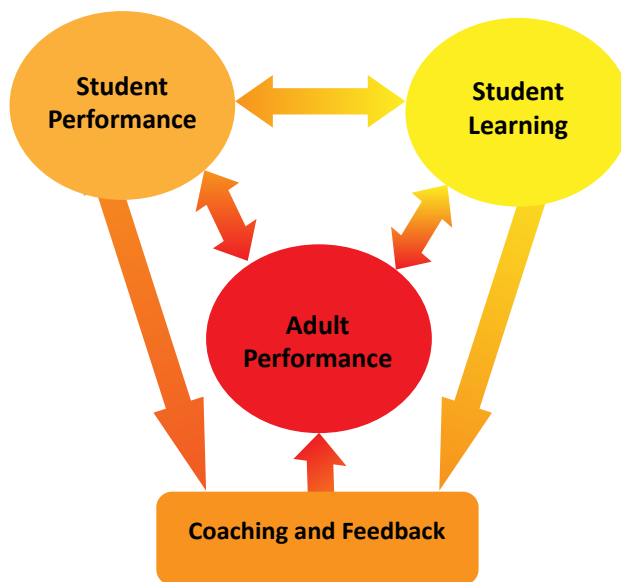 Student
Performance
Student
Learning
Adult
Performance
Coaching and Feedback